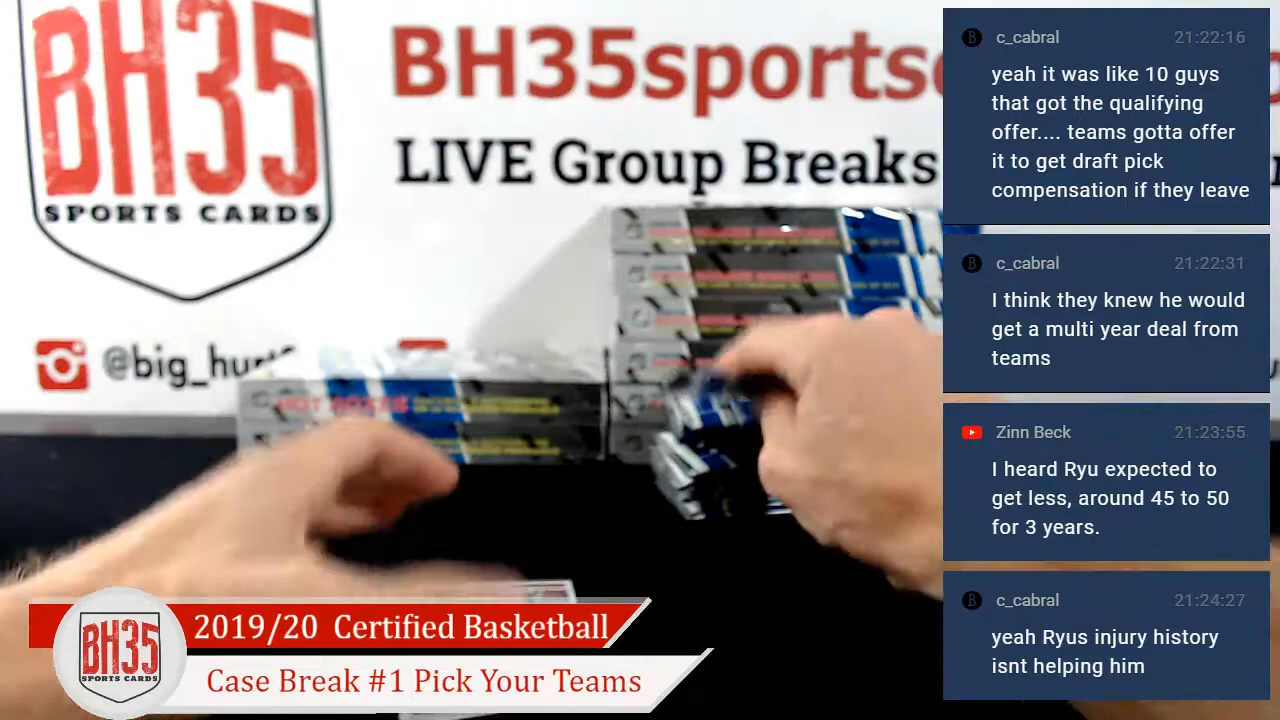 BH35
SPORTS CARDS
BH35sportsc
LIVE Group Breaks
@big_hurt
HOT BOXES
2019/20 Certified Basketball
Case Break #1 Pick Your Teams
BH35
SPORTS CARDS
c_cabral 21:22:16
yeah it was like 10 guys
that got the qualifying
offer.... teams gotta offer
it to get draft pick
compensation if they leave
c_cabral 21:22:31
I think they knew he would
get a multi year deal from
teams
Zinn Beck 21:23:55
I heard Ryu expected to
get less, around 45 to 50
for 3 years.
c_cabral 21:24:27
yeah Ryus injury history
isnt helping him